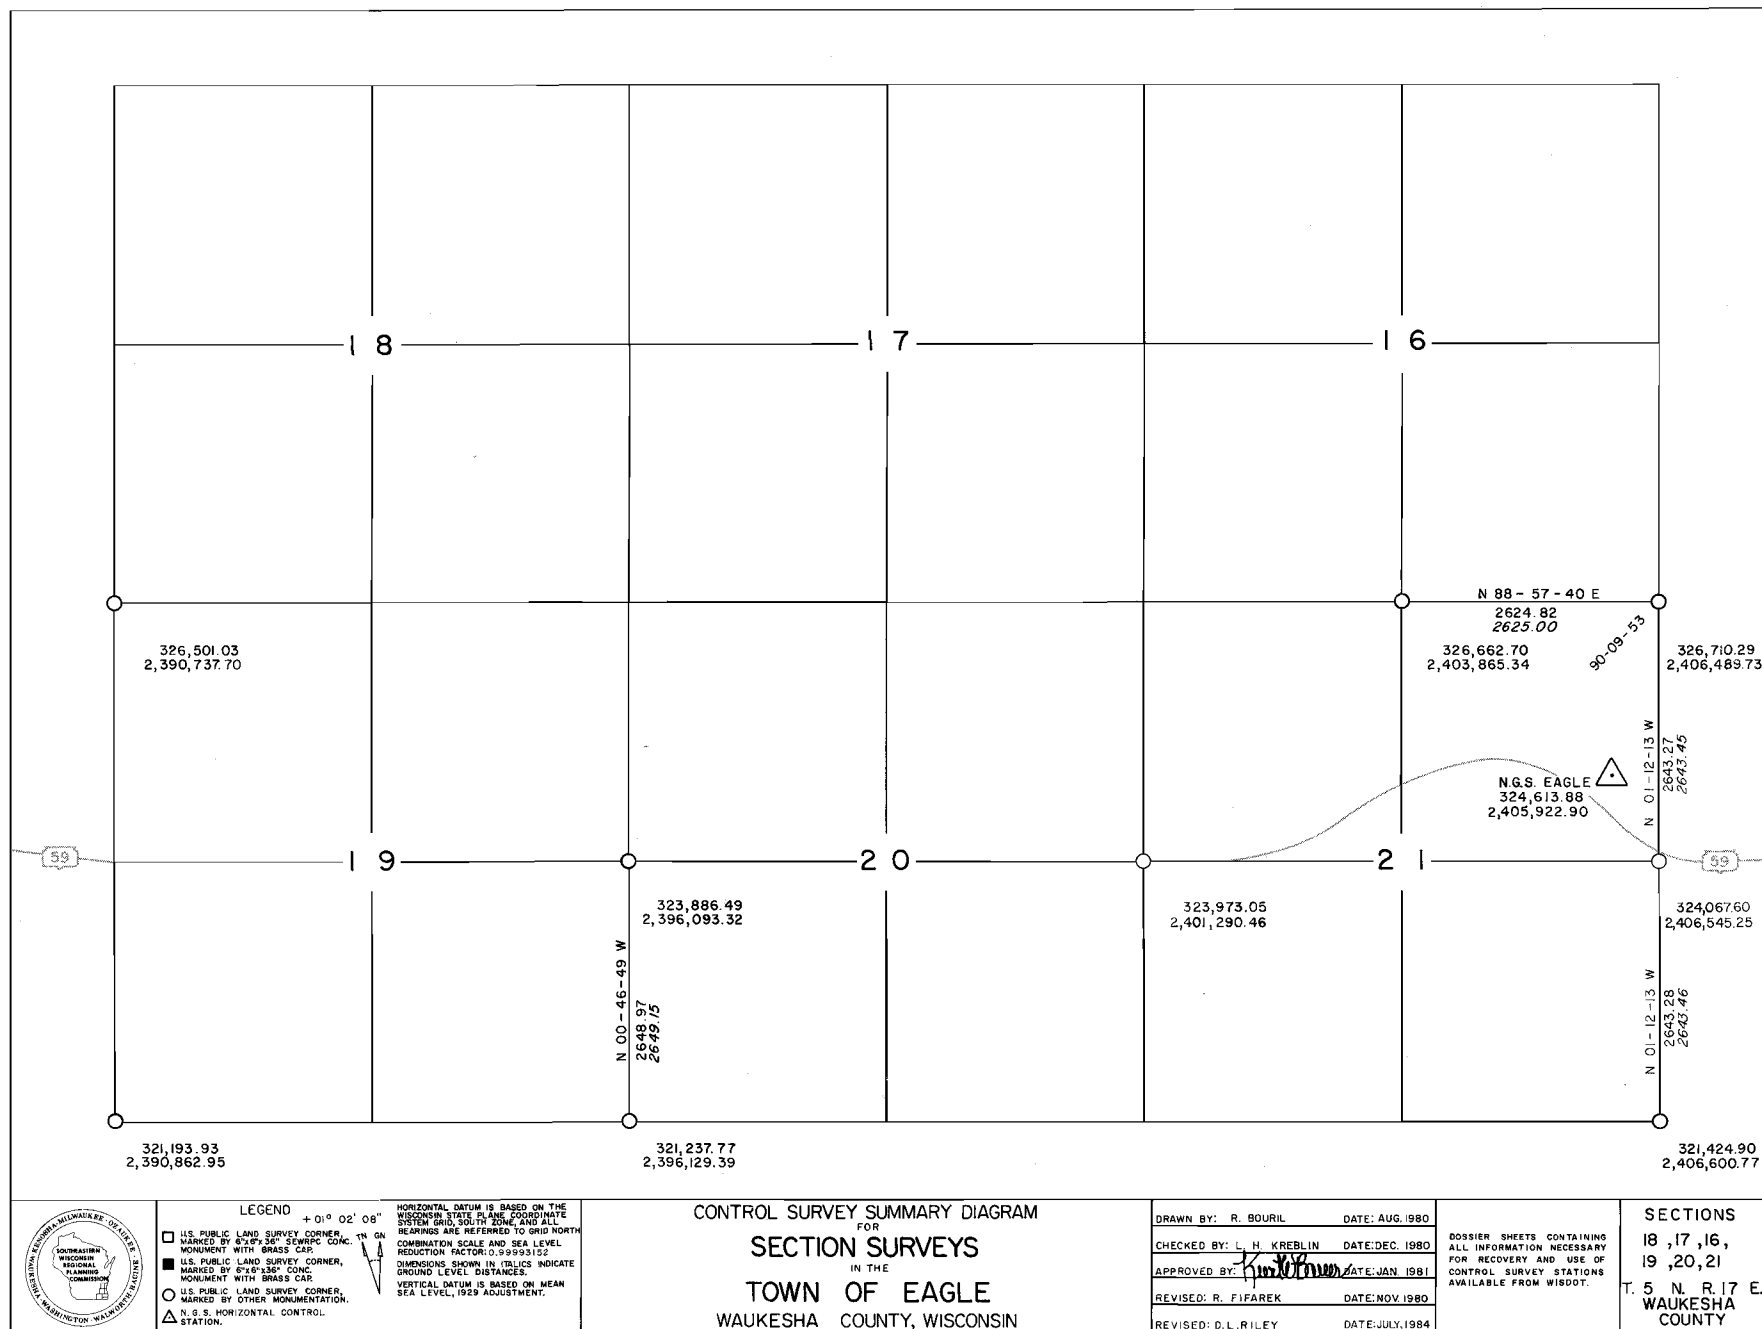 18
17
16
N 88-57-40 E
2624.82
2625.00
90-09-53
326,501.03
2,390,737.70
326,662.70
2,403,865.34
326,710.29
2,406,489.73
N 01-12-13 W
2643.27
2643.45
N.G.S. EAGLE
324,613.88
2,405,922.90
59
19
20
21
59
323,886.49
2,396,093.32
323,973.05
2,401,290.46
324,067.60
2,406,545.25
N 00-46-49 W
2648.97
2649.15
N 01-12-13 W
2643.28
2643.46
321,193.93
2,390,862.95
321,237.77
2,396,129.39
321,424.90
2,406,600.77
KENOSHA·MILWAUKEE·OZAUKEE·RACINE·WALWORTH·WASHINGTON·WAUKESHA
SOUTHEASTERN
WISCONSIN
REGIONAL
PLANNING
COMMISSION
LEGEND
+01° 02' 08"
TN GN
U.S. PUBLIC LAND SURVEY CORNER,
MARKED BY 6"x6"x36" SEWRPC CONC.
MONUMENT WITH BRASS CAP.
U.S. PUBLIC LAND SURVEY CORNER,
MARKED BY 6"x6"x36" CONC.
MONUMENT WITH BRASS CAP.
U.S. PUBLIC LAND SURVEY CORNER,
MARKED BY OTHER MONUMENTATION.
N.G.S. HORIZONTAL CONTROL
STATION.
HORIZONTAL DATUM IS BASED ON THE
WISCONSIN STATE PLANE COORDINATE
SYSTEM GRID, SOUTH ZONE, AND ALL
BEARINGS ARE REFERRED TO GRID NORTH
COMBINATION SCALE AND SEA LEVEL
REDUCTION FACTOR: 0.99993152
DIMENSIONS SHOWN IN ITALICS INDICATE
GROUND LEVEL DISTANCES.
VERTICAL DATUM IS BASED ON MEAN
SEA LEVEL, 1929 ADJUSTMENT.
CONTROL SURVEY SUMMARY DIAGRAM
FOR
SECTION SURVEYS
IN THE
TOWN OF EAGLE
WAUKESHA COUNTY, WISCONSIN
DRAWN BY: R. BOURIL DATE: AUG. 1980
CHECKED BY: L. H. KREBLIN DATE: DEC. 1980
APPROVED BY: DATE: JAN. 1981
REVISED: R. FIFAREK DATE: NOV. 1980
REVISED: D.L.RILEY DATE: JULY, 1984
DOSSIER SHEETS CONTAINING
ALL INFORMATION NECESSARY
FOR RECOVERY AND USE OF
CONTROL SURVEY STATIONS
AVAILABLE FROM WISDOT.
SECTIONS
18 ,17 ,16,
19 ,20,21
T. 5 N. R.17 E.
WAUKESHA
COUNTY